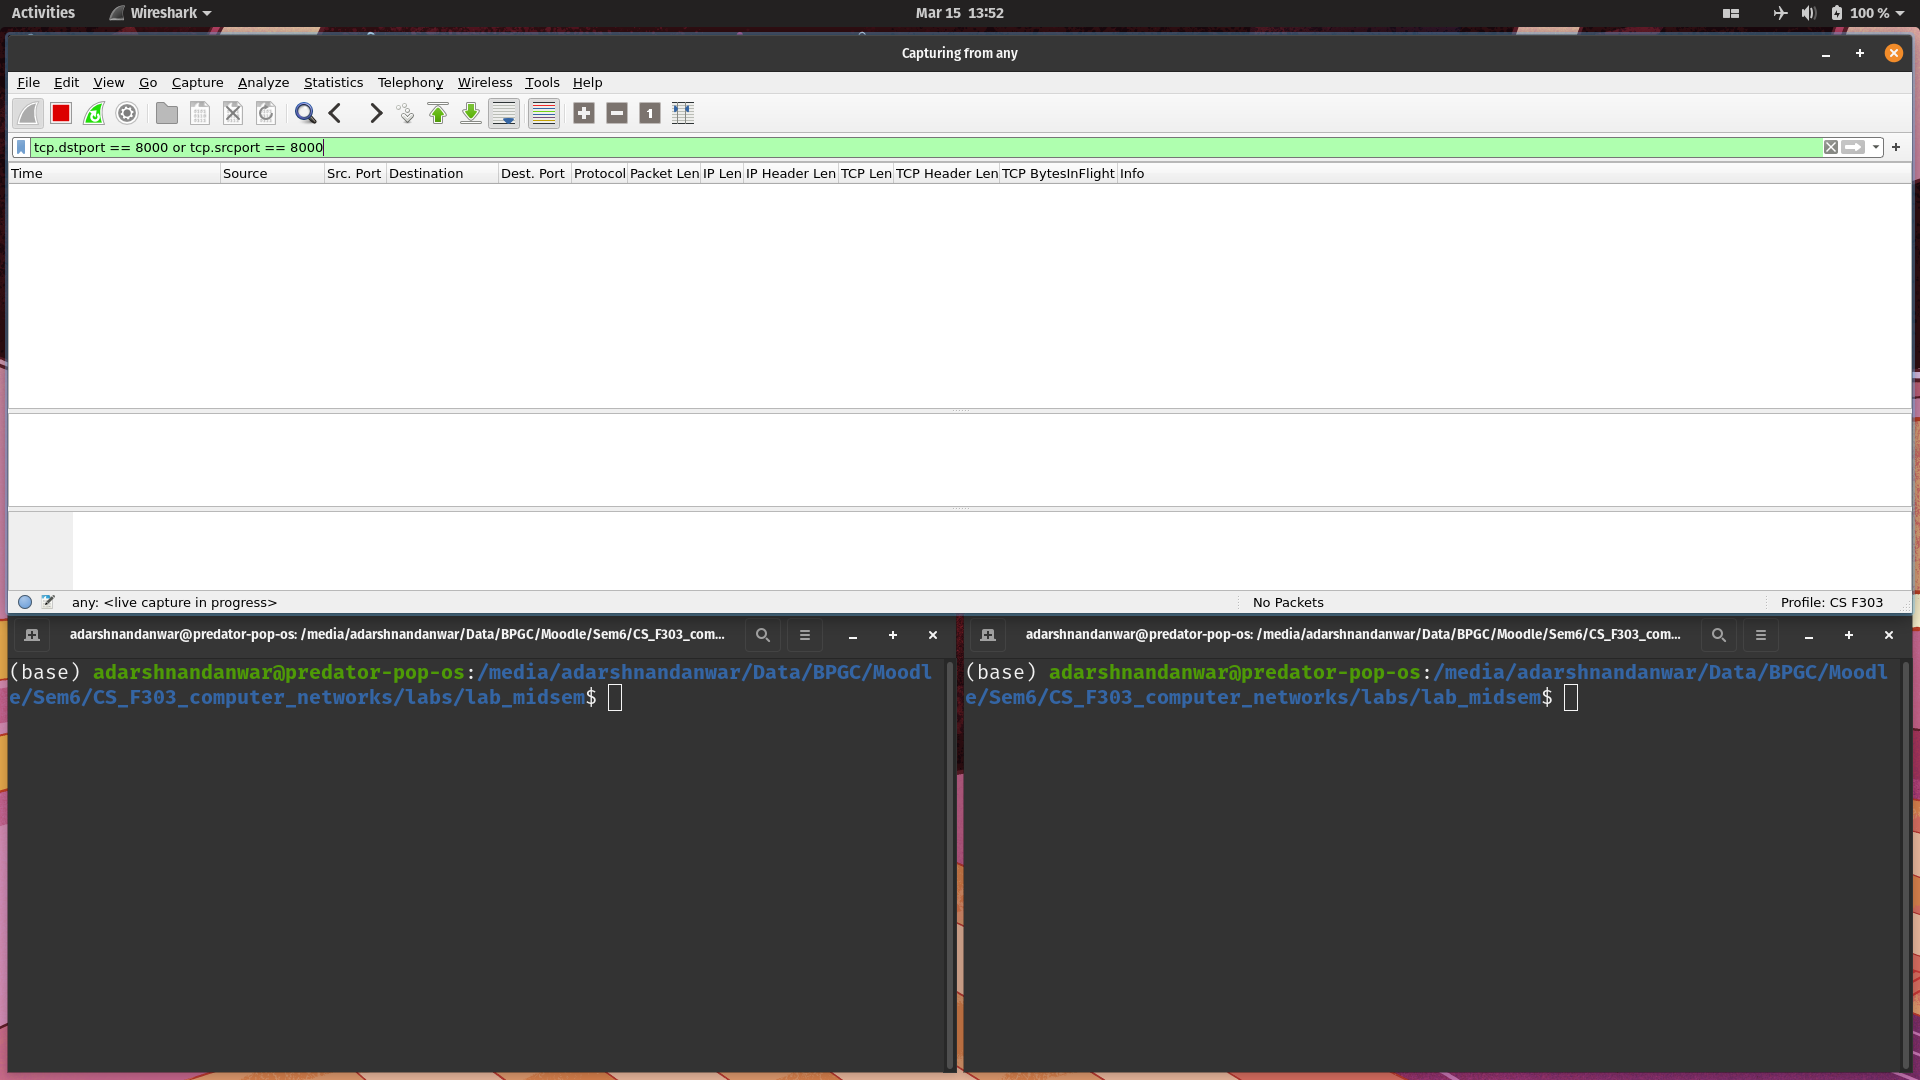 Activities Wireshark Mar 15 13:52 100 %
Capturing from any
File Edit View Go Capture Analyze Statistics Telephony Wireless Tools Help
1
tcp.dstport == 8000 or tcp.srcport == 8000
Time Source Src. Port Destination Dest. Port Protocol Packet Len IP Len IP Header Len TCP Len TCP Header Len TCP BytesInFlight Info
any: <live capture in progress> No Packets Profile: CS F303
adarshnandanwar@predator-pop-os: /media/adarshnandanwar/Data/BPGC/Moodle/Sem6/CS_F303_com...
(base) adarshnandanwar@predator-pop-os:/media/adarshnandanwar/Data/BPGC/Moodl
e/Sem6/CS_F303_computer_networks/labs/lab_midsem$
adarshnandanwar@predator-pop-os: /media/adarshnandanwar/Data/BPGC/Moodle/Sem6/CS_F303_com...
(base) adarshnandanwar@predator-pop-os:/media/adarshnandanwar/Data/BPGC/Moodl
e/Sem6/CS_F303_computer_networks/labs/lab_midsem$